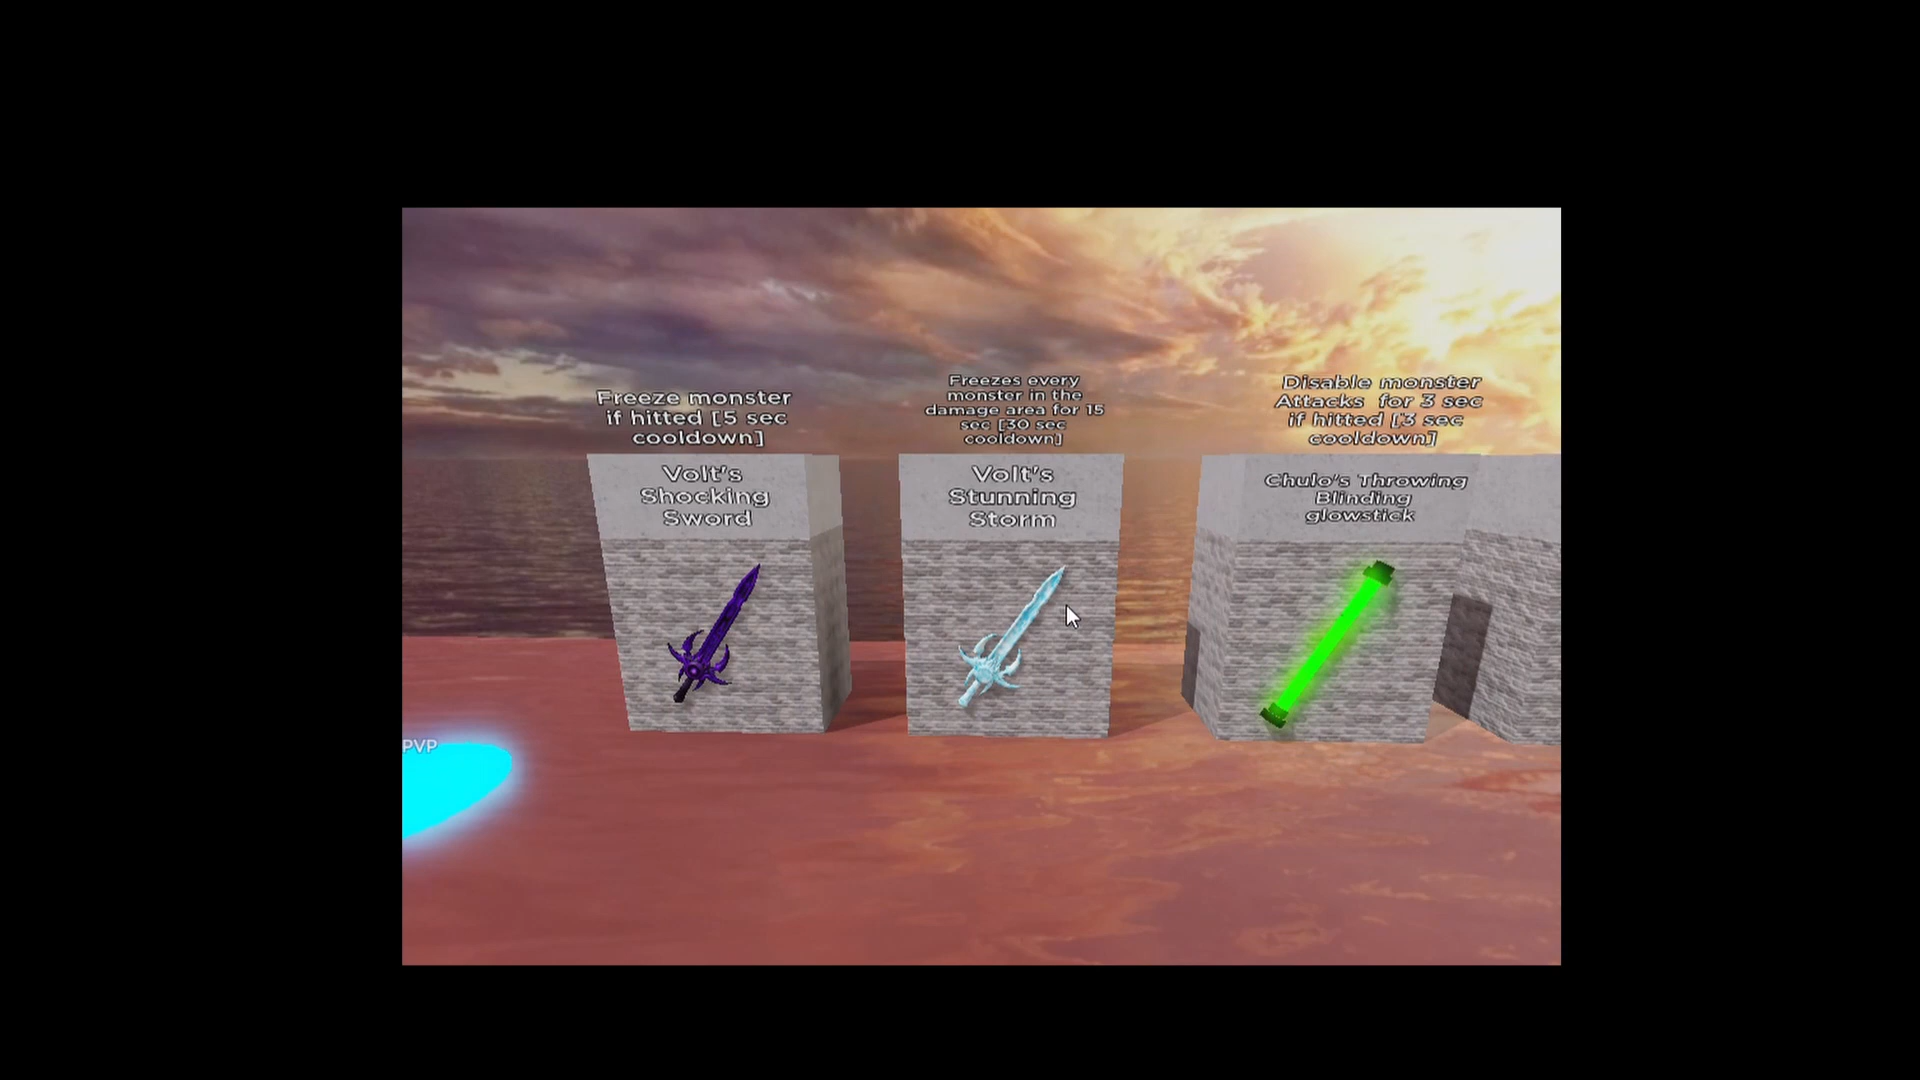 Freeze monster
if hitted [5 sec
cooldown]
Volt's
Shocking
Sword
Freezes every
monster in the
damage area for 15
sec [30 sec
cooldown]
Volt's
Stunning
Storm
Disable monster
Attacks for 3 sec
if hitted [3 sec
cooldown]
Chulo's Throwing
Blinding
glowstick
PVP